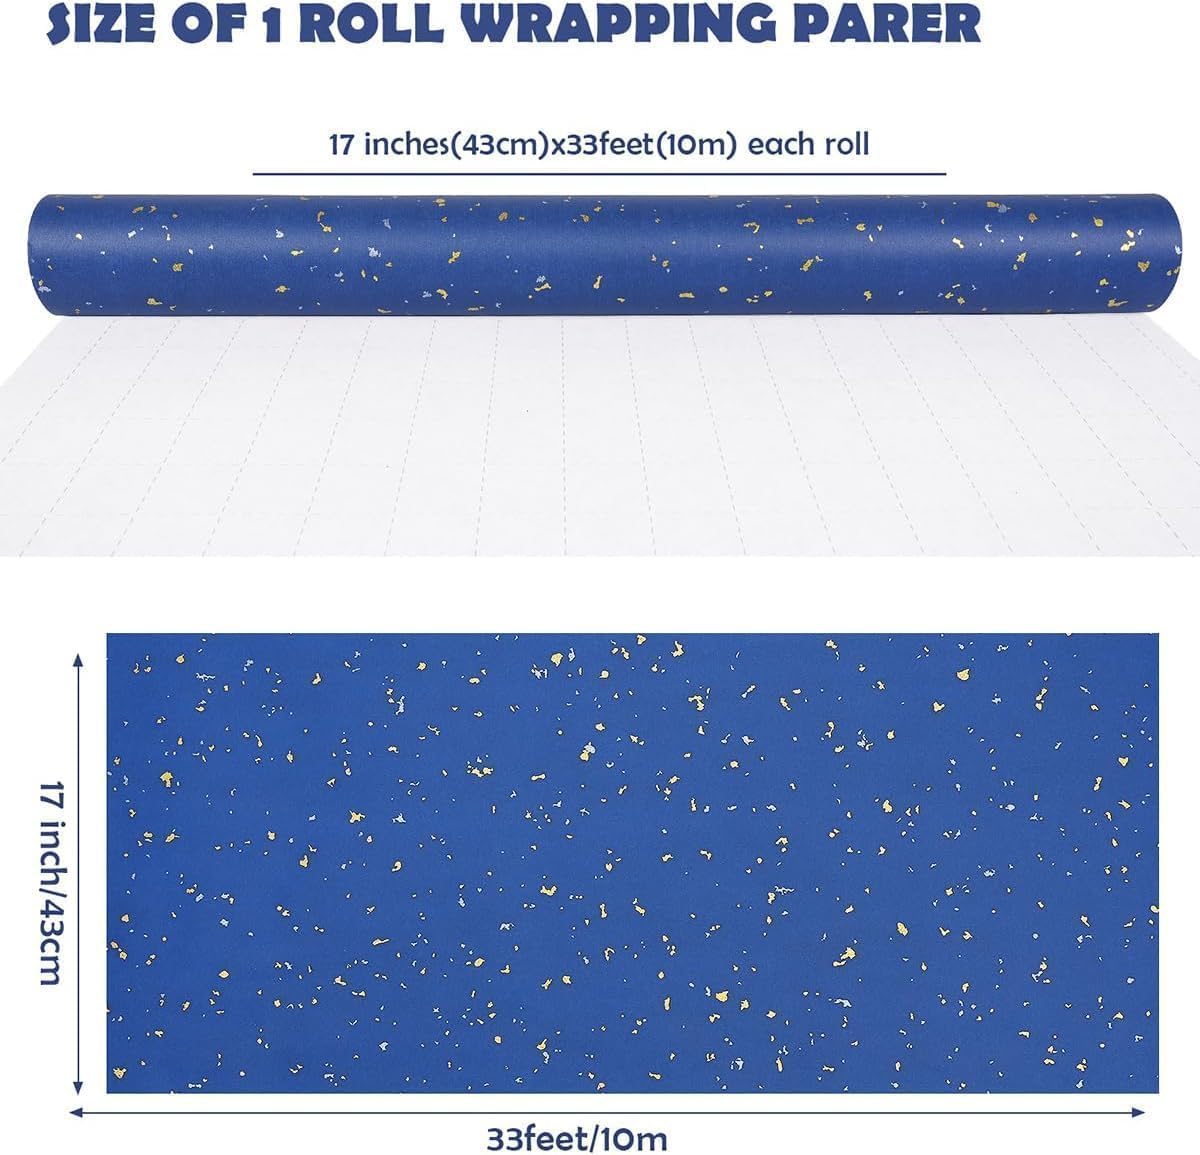 SIZE OF 1 ROLL WRAPPING PARER
17 inches(43cm)x33feet(10m) each roll
17 inch/43cm
33feet/10m